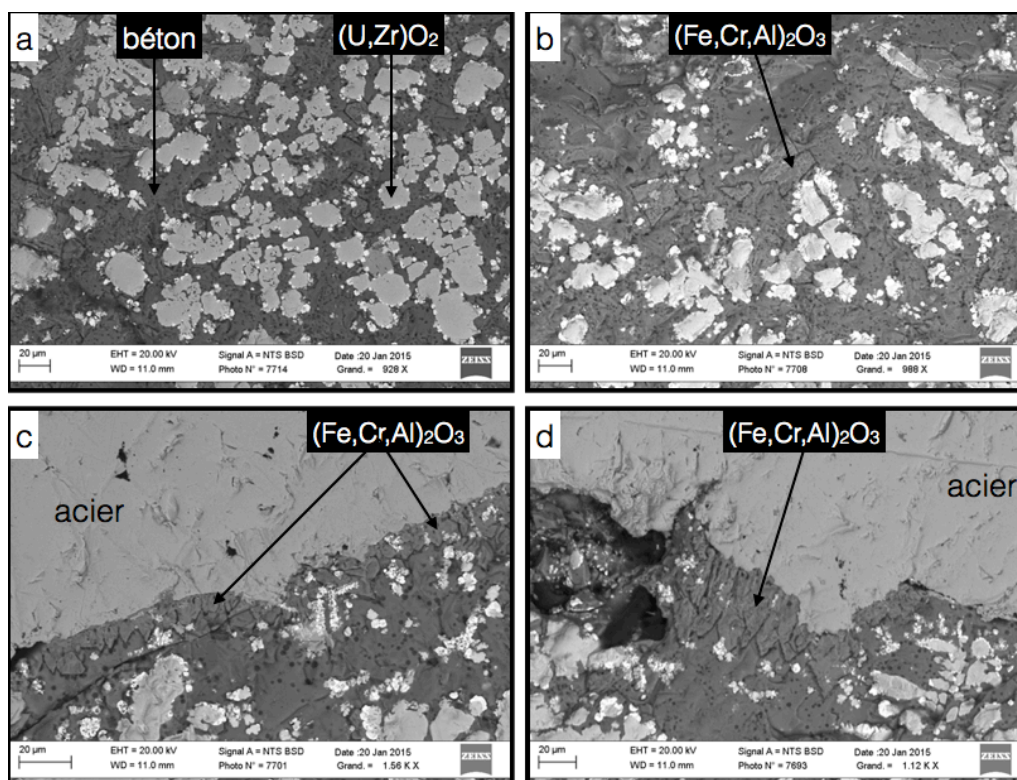 a
béton
(U,Zr)O₂
20 µm
EHT = 20.00 kV
Signal A = NTS BSD
Date :20 Jan 2015
WD = 11.0 mm
Photo N° = 7714
Grand. = 928 X
ZEISS
b
(Fe,Cr,Al)₂O₃
20 µm
EHT = 20.00 kV
Signal A = NTS BSD
Date :20 Jan 2015
WD = 11.0 mm
Photo N° = 7708
Grand. = 988 X
ZEISS
c
(Fe,Cr,Al)₂O₃
acier
20 µm
EHT = 20.00 kV
Signal A = NTS BSD
Date :20 Jan 2015
WD = 11.0 mm
Photo N° = 7701
Grand. = 1.56 K X
ZEISS
d
(Fe,Cr,Al)₂O₃
acier
20 µm
EHT = 20.00 kV
Signal A = NTS BSD
Date :20 Jan 2015
WD = 11.0 mm
Photo N° = 7693
Grand. = 1.12 K X
ZEISS